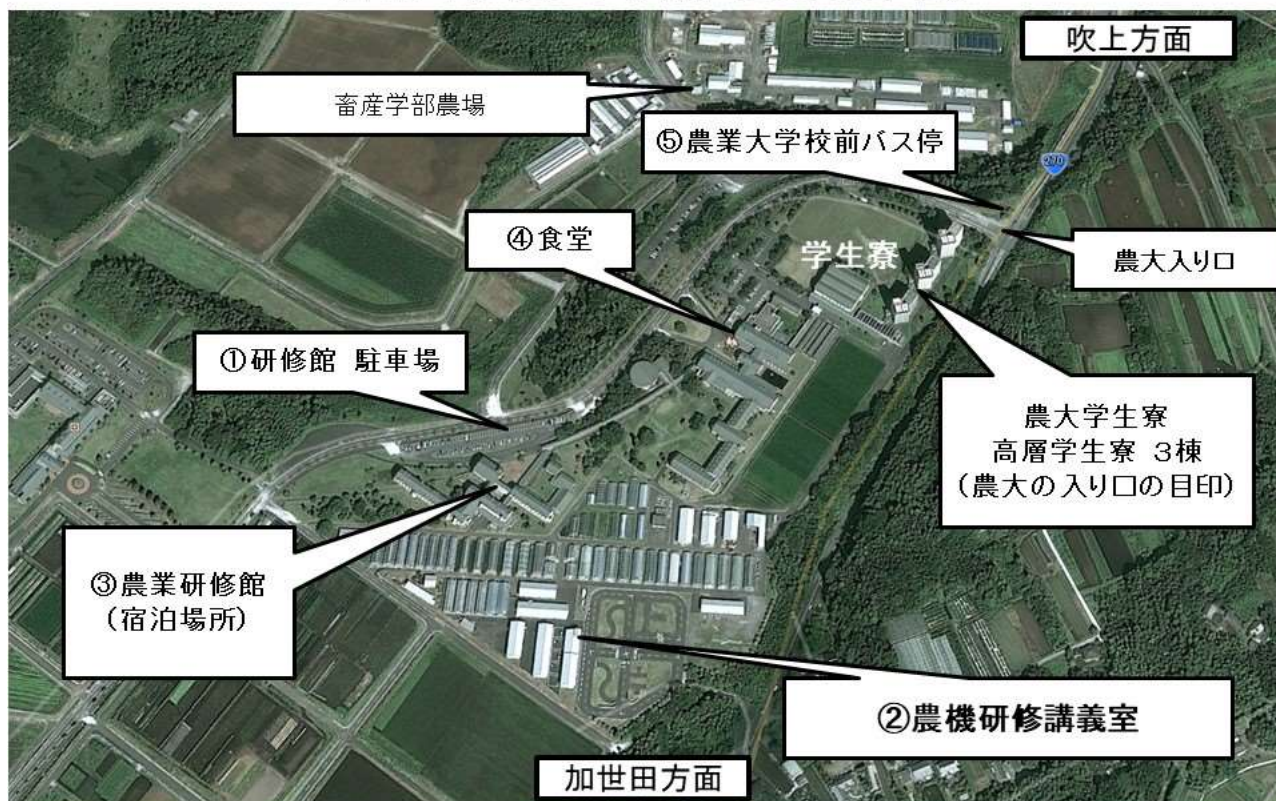 吹上方面
畜産学部農場
⑤農業大学校前バス停
270
④食堂
学生寮
農大入り口
①研修館 駐車場
農大学生寮
高層学生寮 3棟
(農大の入り口の目印)
③農業研修館
(宿泊場所)
②農機研修講義室
加世田方面